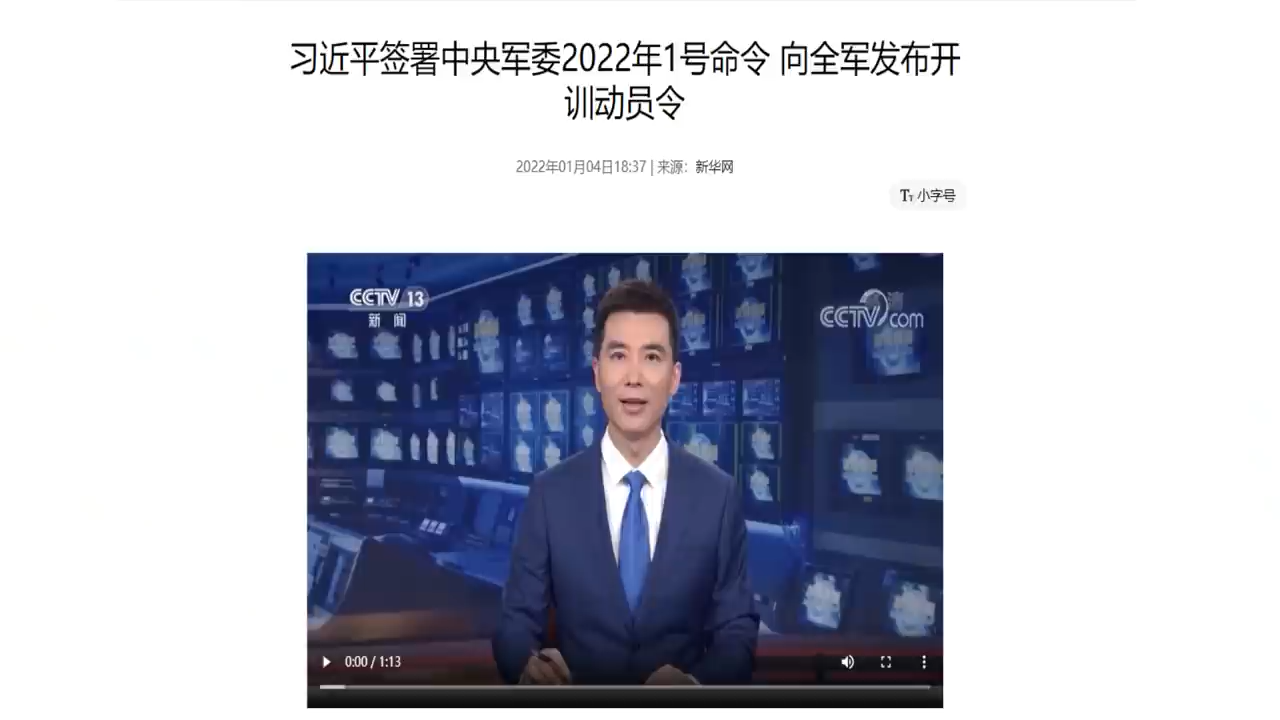 习近平签署中央军委2022年1号命令 向全军发布开
训动员令
2022年01月04日18:37 | 来源：新华网
Tт 小字号
CCTV 13
新闻
CCTV.com
0:00 / 1:13